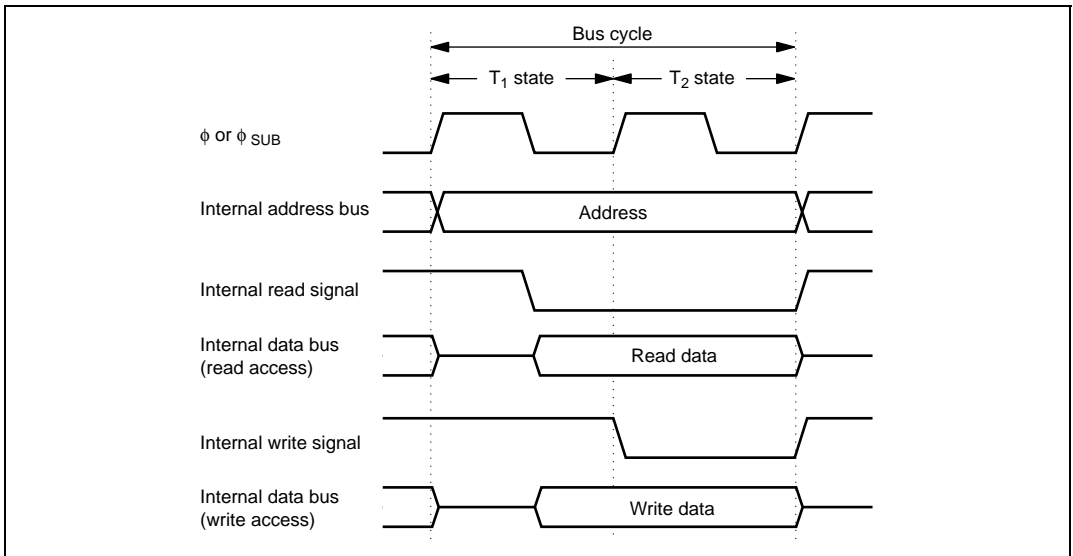 Bus cycle
T1 state
T2 state
ϕ or ϕ SUB
Internal address bus
Address
Internal read signal
Internal data bus
(read access)
Read data
Internal write signal
Internal data bus
(write access)
Write data